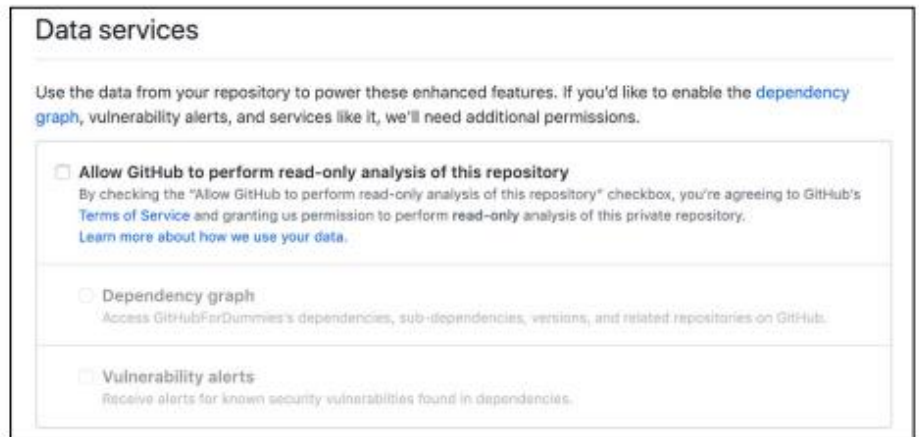 Data services
Use the data from your repository to power these enhanced features. If you'd like to enable the dependency
graph, vulnerability alerts, and services like it, we'll need additional permissions.
Allow GitHub to perform read-only analysis of this repository
By checking the "Allow GitHub to perform read-only analysis of this repository" checkbox, you're agreeing to GitHub's
Terms of Service and granting us permission to perform read-only analysis of this private repository.
Learn more about how we use your data.
Dependency graph
Access GitHubForDummies's dependencies, sub-dependencies, versions, and related repositories on GitHub.
Vulnerability alerts
Receive alerts for known security vulnerabilties found in dependencies.